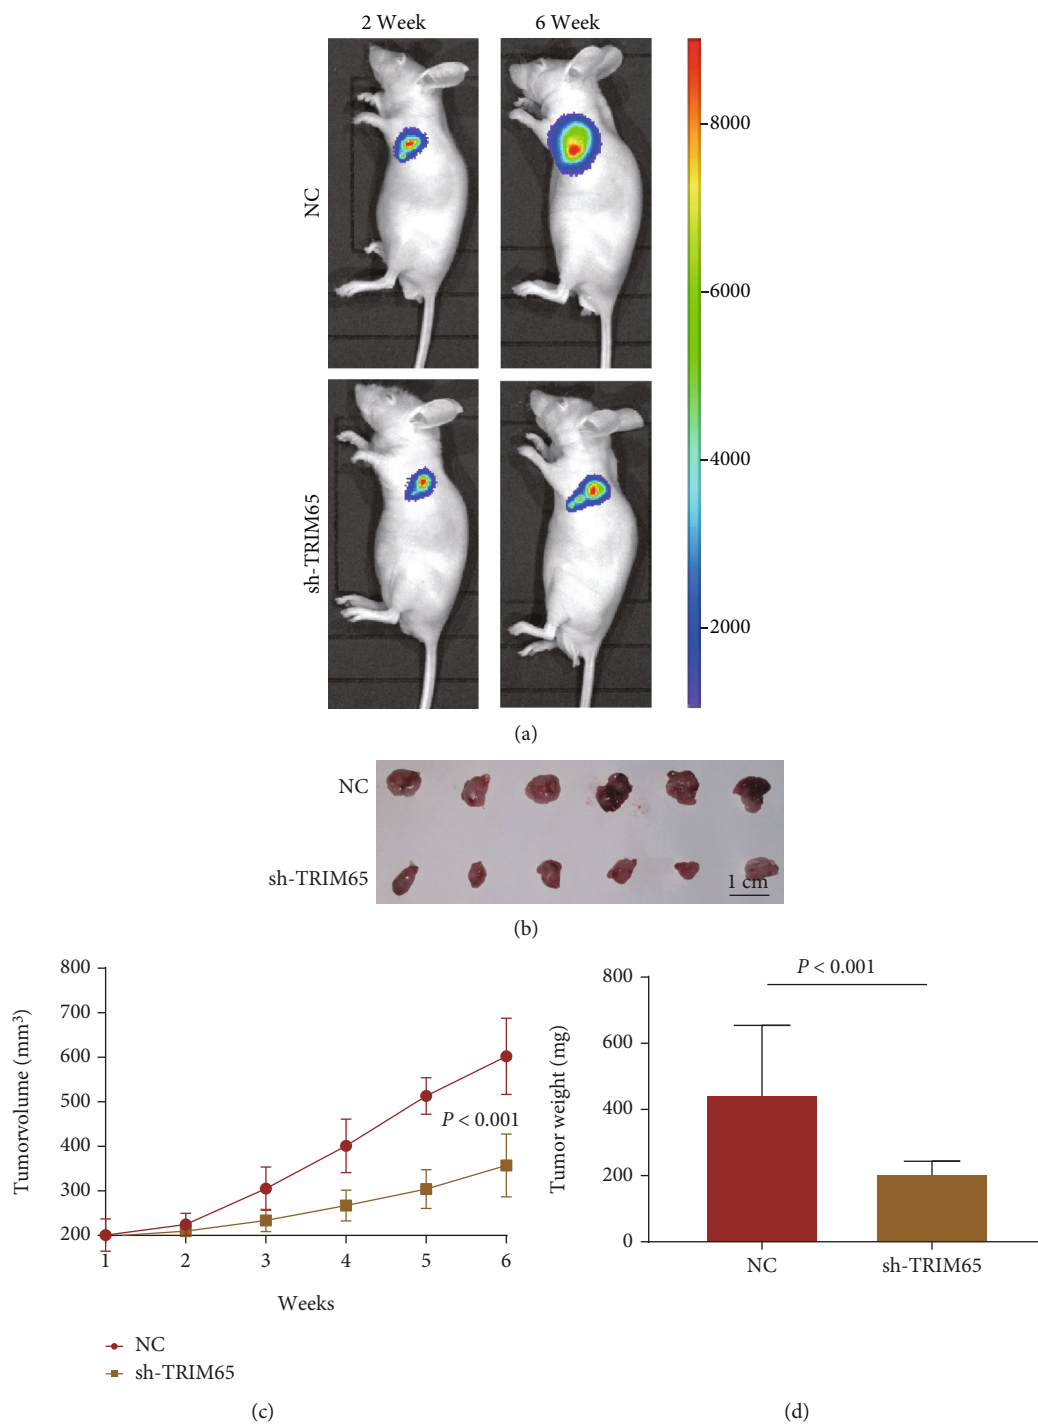 2 Week 6 Week
NC
sh-TRIM65
8000
6000
4000
2000
(a)
NC
sh-TRIM65
1 cm
(b)
Tumorvolume (mm³)
800
700
600
500
400
300
200
1 2 3 4 5 6
P < 0.001
Weeks
NC
sh-TRIM65
(c)
Tumor weight (mg)
800
600
400
200
0
P < 0.001
NC sh-TRIM65
(d)